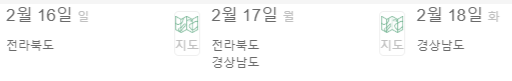 2월 16일 일
지도
전라북도
2월 17일 월
지도
전라북도
경상남도
2월 18일 화
경상남도